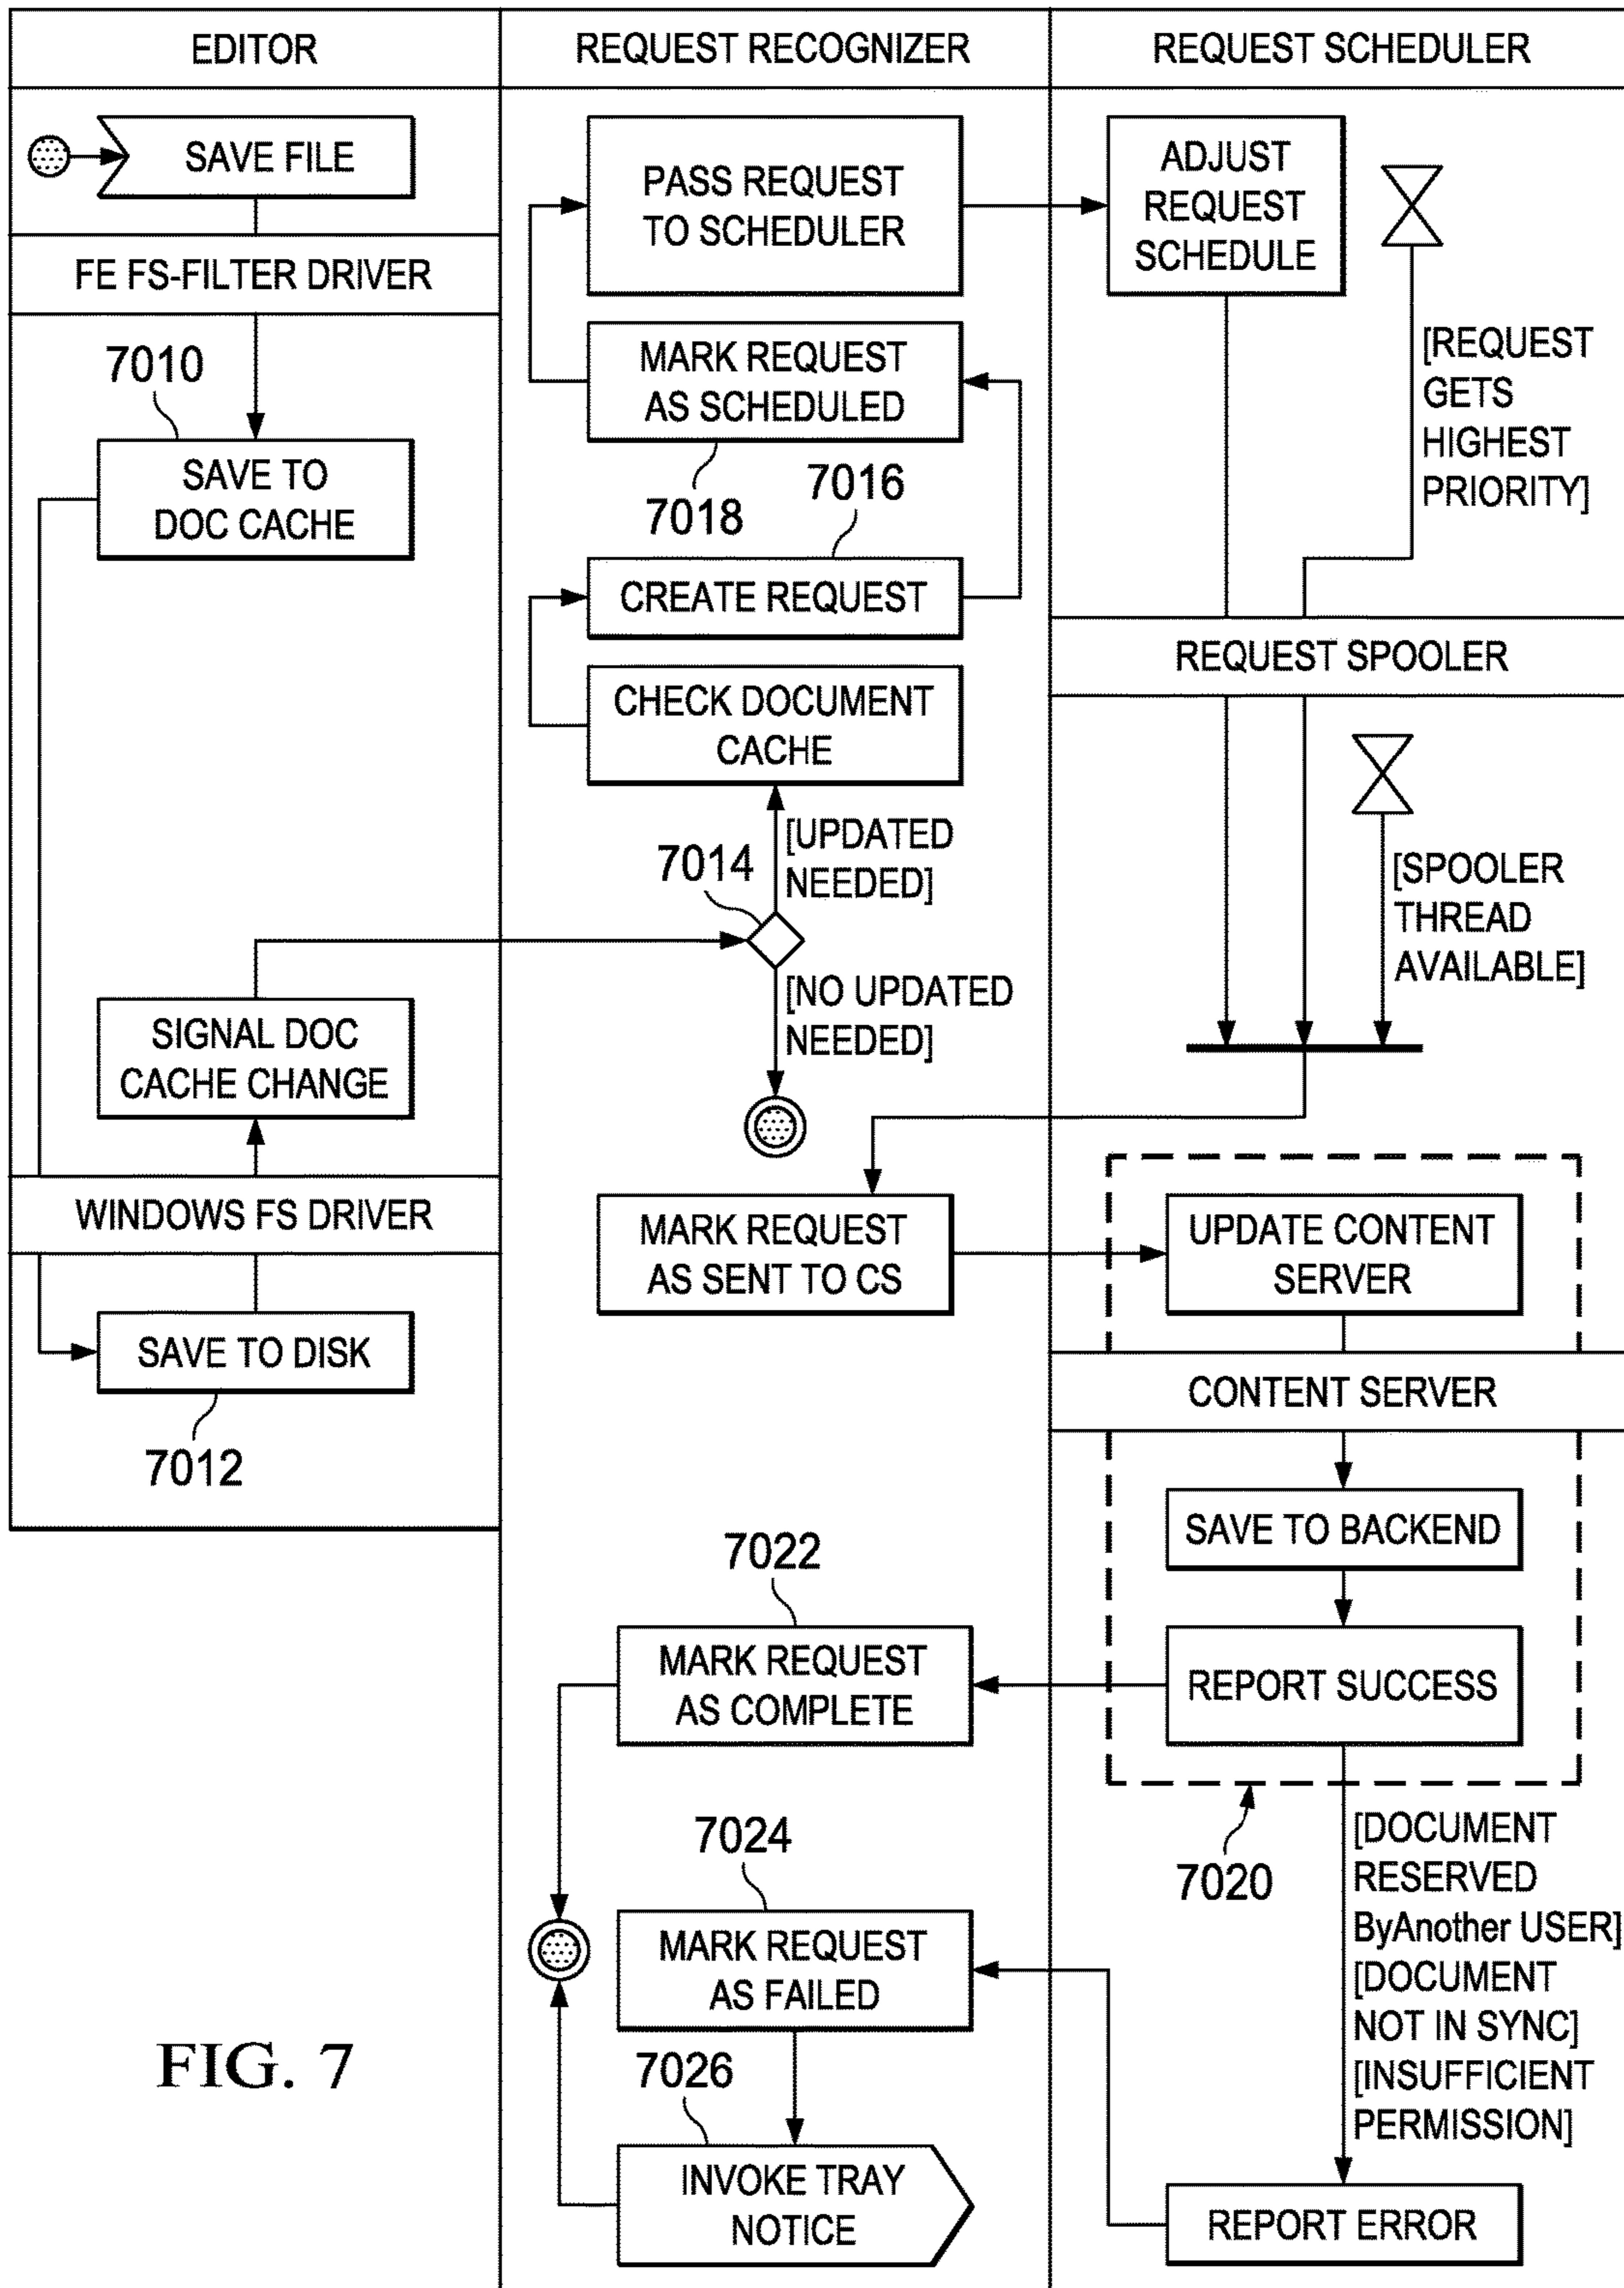 EDITOR
REQUEST RECOGNIZER
REQUEST SCHEDULER
SAVE FILE
FE FS-FILTER DRIVER
7010
SAVE TO
DOC CACHE
SIGNAL DOC
CACHE CHANGE
WINDOWS FS DRIVER
SAVE TO DISK
7012
PASS REQUEST
TO SCHEDULER
MARK REQUEST
AS SCHEDULED
7018
7016
CREATE REQUEST
CHECK DOCUMENT
CACHE
[UPDATED
NEEDED]
7014
[NO UPDATED
NEEDED]
MARK REQUEST
AS SENT TO CS
7022
MARK REQUEST
AS COMPLETE
7024
MARK REQUEST
AS FAILED
7026
INVOKE TRAY
NOTICE
ADJUST
REQUEST
SCHEDULE
[REQUEST
GETS
HIGHEST
PRIORITY]
REQUEST SPOOLER
[SPOOLER
THREAD
AVAILABLE]
UPDATE CONTENT
SERVER
CONTENT SERVER
SAVE TO BACKEND
REPORT SUCCESS
7020
[DOCUMENT
RESERVED
ByAnother USER]
[DOCUMENT
NOT IN SYNC]
[INSUFFICIENT
PERMISSION]
REPORT ERROR
FIG. 7